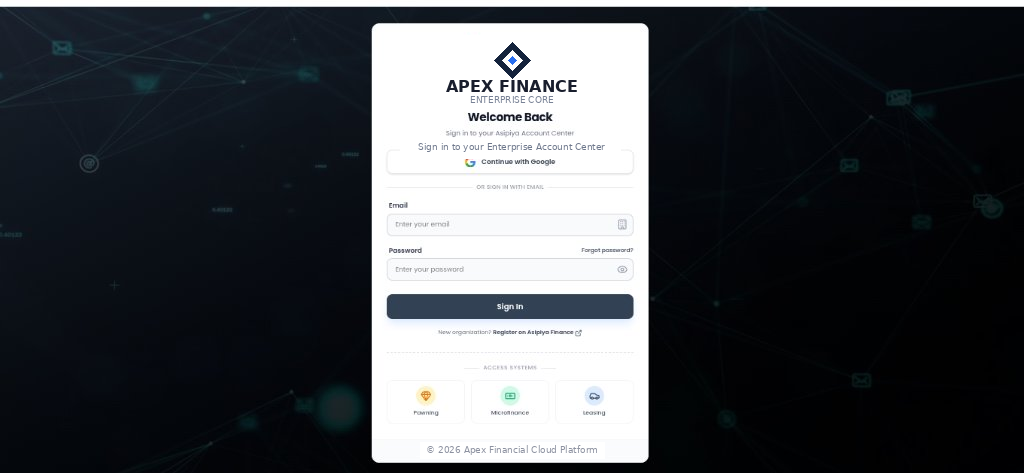 APEX FINANCE
ENTERPRISE CORE
Welcome Back
Sign in to your Asipiya Account Center
Sign in to your Enterprise Account Center
Continue with Google
OR SIGN IN WITH EMAIL
Email
Enter your email
Password Forgot password?
Enter your password
Sign In
New organization? Register on Asipiya Finance
ACCESS SYSTEMS
Pawning Microfinance Leasing
© 2026 Apex Financial Cloud Platform